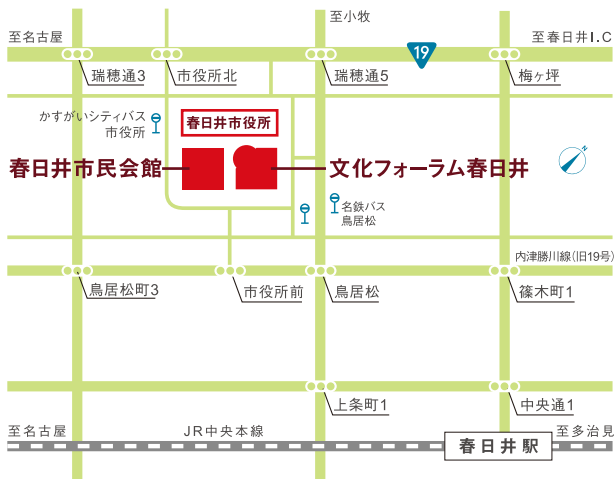 至小牧
至名古屋
19
至春日井I.C
瑞穂通3
市役所北
瑞穂通5
梅ヶ坪
かすがいシティバス
市役所
春日井市役所
N
春日井市民会館
文化フォーラム春日井
名鉄バス
鳥居松
内津勝川線(旧19号)
鳥居松町3
市役所前
鳥居松
篠木町1
上条町1
中央通1
至名古屋
JR中央本線
春日井駅
至多治見